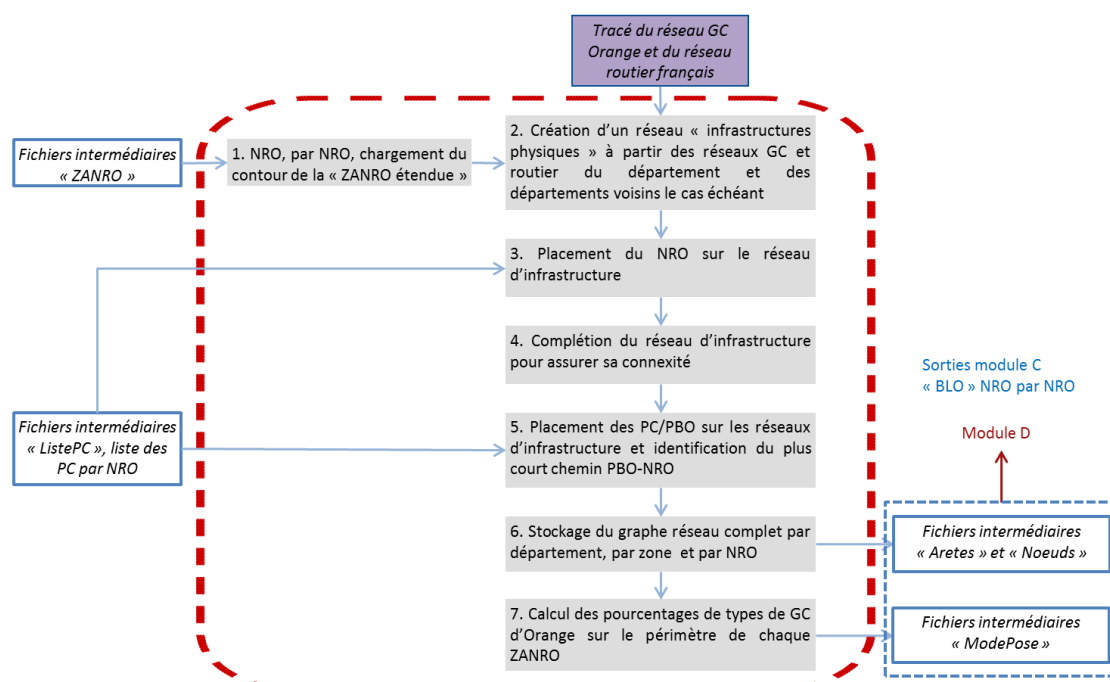 Tracé du réseau GC
Orange et du réseau
routier français
Fichiers intermédiaires
« ZANRO »
1. NRO, par NRO, chargement du
contour de la « ZANRO étendue »
2. Création d’un réseau « infrastructures
physiques » à partir des réseaux GC et
routier du département et des
départements voisins le cas échéant
3. Placement du NRO sur le réseau
d’infrastructure
4. Complétion du réseau d’infrastructure
pour assurer sa connexité
Sorties module C
« BLO » NRO par NRO
Fichiers intermédiaires
« ListePC », liste des
PC par NRO
5. Placement des PC/PBO sur les réseaux
d’infrastructure et identification du plus
court chemin PBO-NRO
Module D
6. Stockage du graphe réseau complet par
département, par zone et par NRO
Fichiers intermédiaires
« Aretes » et « Noeuds »
7. Calcul des pourcentages de types de GC
d’Orange sur le périmètre de chaque
ZANRO
Fichiers intermédiaires
« ModePose »